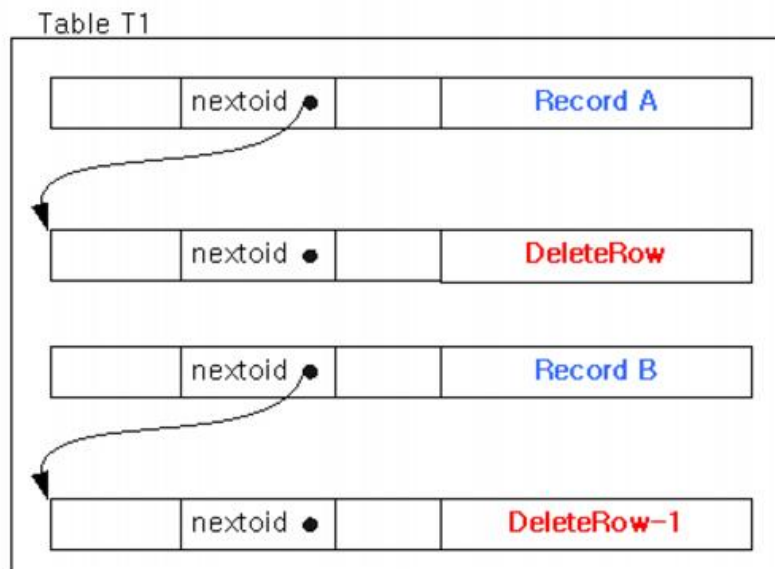 Table T1
nextoid Record A
nextoid DeleteRow
nextoid Record B
nextoid DeleteRow-1